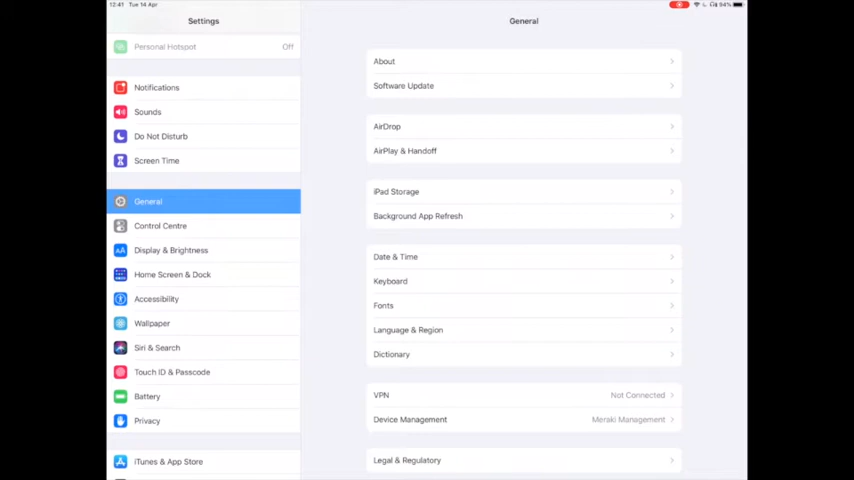 12:41 Tue 14 Apr
94%
Settings
Personal Hotspot Off
Notifications
Sounds
Do Not Disturb
Screen Time
General
Control Centre
Display & Brightness
Home Screen & Dock
Accessibility
Wallpaper
Siri & Search
Touch ID & Passcode
Battery
Privacy
iTunes & App Store
General
About
Software Update
AirDrop
AirPlay & Handoff
iPad Storage
Background App Refresh
Date & Time
Keyboard
Fonts
Language & Region
Dictionary
VPN Not Connected
Device Management Meraki Management
Legal & Regulatory